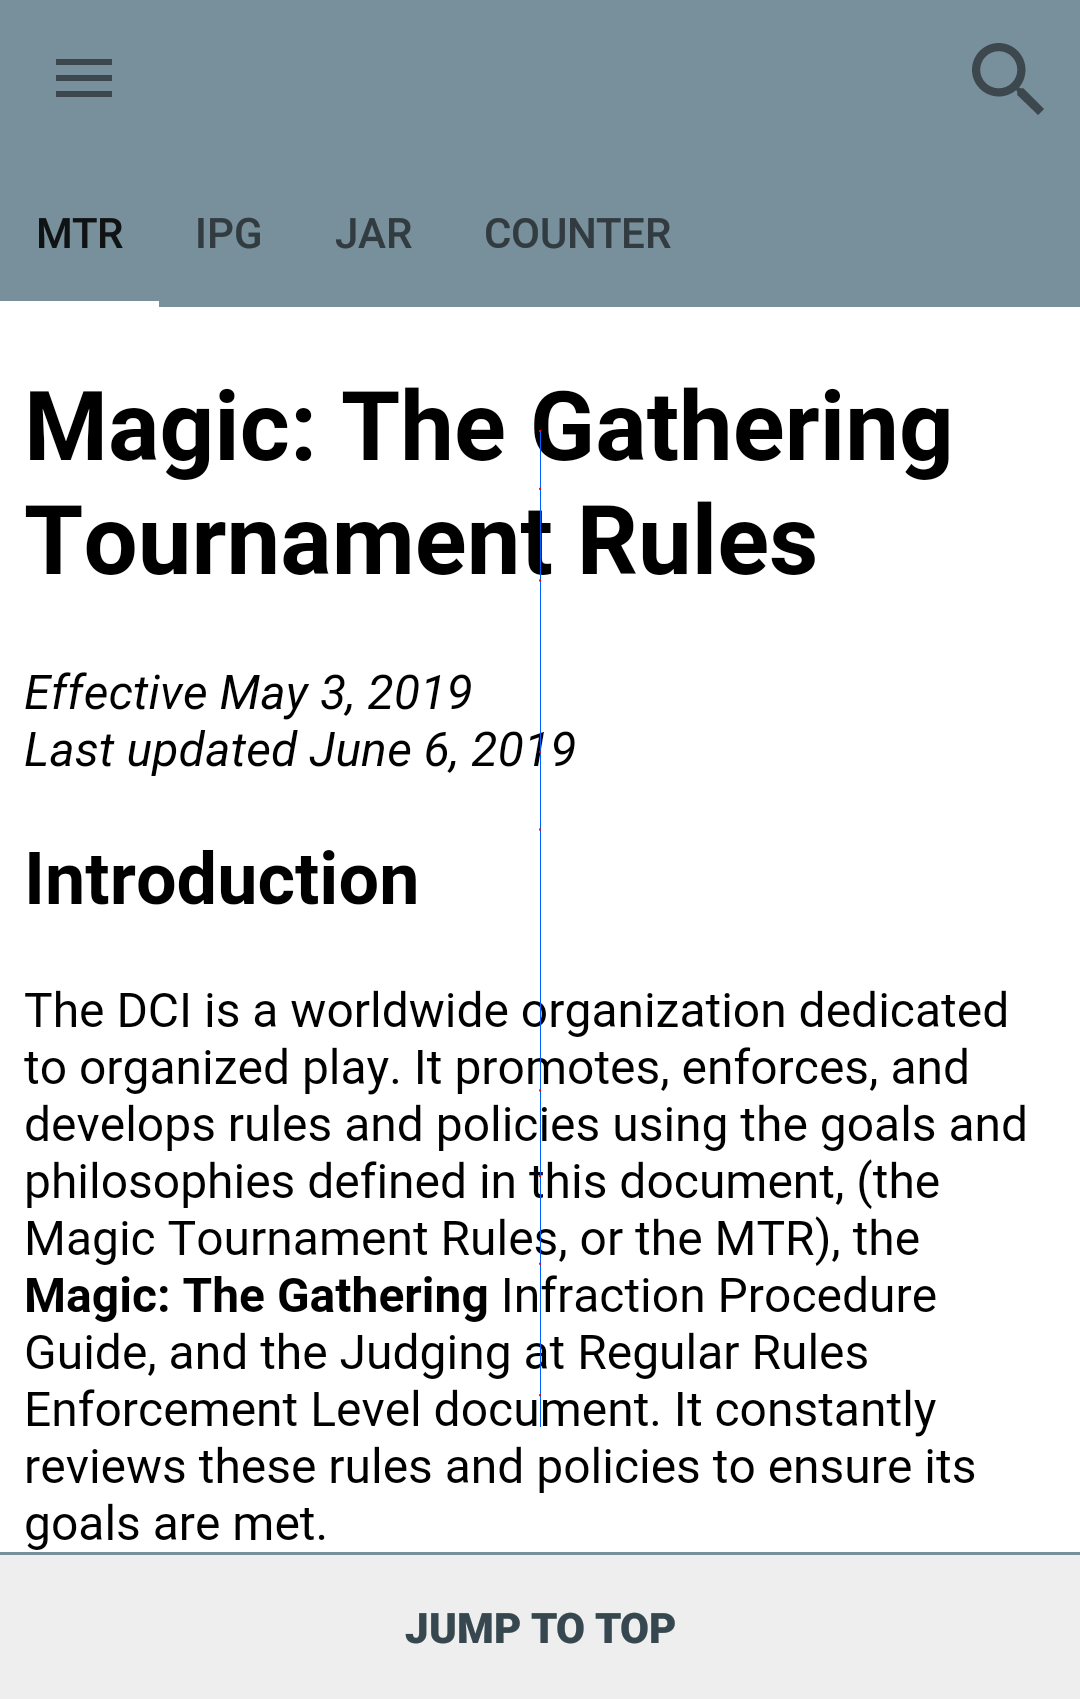 MTR IPG JAR COUNTER
Magic: The Gathering
Tournament Rules
Effective May 3, 2019
Last updated June 6, 2019
Introduction
The DCI is a worldwide organization dedicated
to organized play. It promotes, enforces, and
develops rules and policies using the goals and
philosophies defined in this document, (the
Magic Tournament Rules, or the MTR), the
Magic: The Gathering Infraction Procedure
Guide, and the Judging at Regular Rules
Enforcement Level document. It constantly
reviews these rules and policies to ensure its
goals are met.
JUMP TO TOP